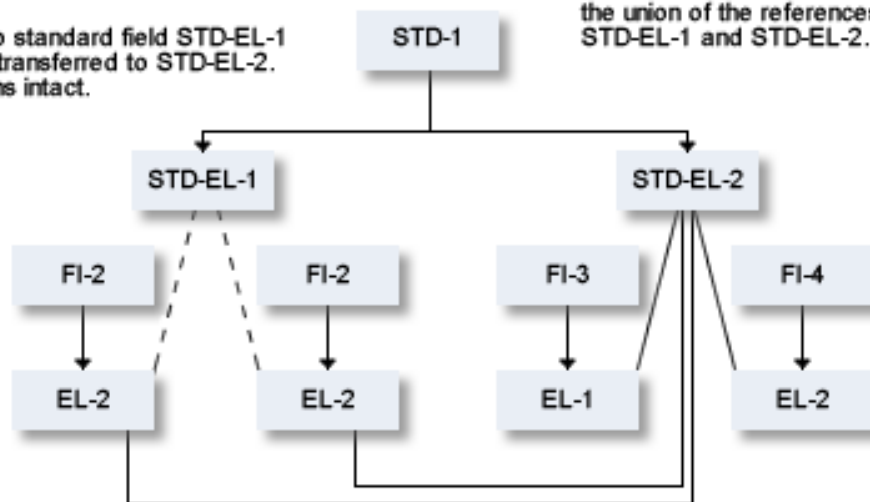 standard field STD-EL-1
transferred to STD-EL-2.
intact.
STD-1
the union of the references
STD-EL-1 and STD-EL-2.
STD-EL-1
STD-EL-2
FI-2
FI-2
FI-3
FI-4
EL-2
EL-2
EL-1
EL-2